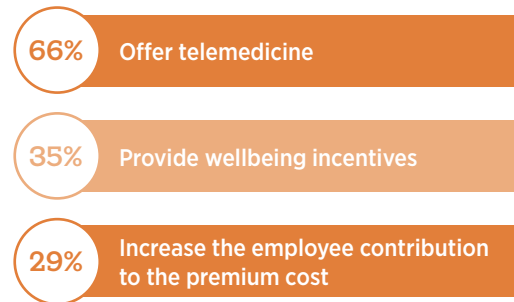 66% Offer telemedicine
35% Provide wellbeing incentives
29% Increase the employee contribution
to the premium cost